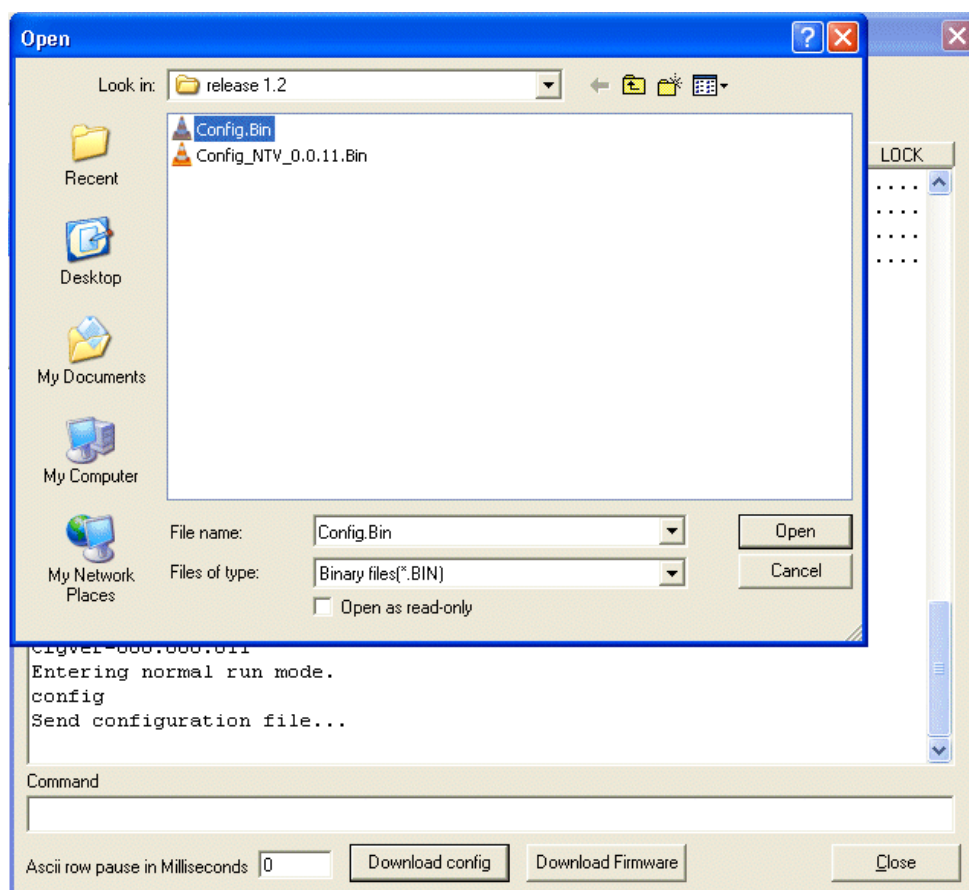 Open
Look in:
release 1.2
Config.Bin
Config_NTV_0.0.11.Bin
Recent
Desktop
My Documents
My Computer
My Network
Places
File name:
Config.Bin
Open
Files of type:
Binary files(*.BIN)
Cancel
Open as read-only
LOCK
....
....
....
....
Entering normal run mode.
config
Send configuration file...
Command
Ascii row pause in Milliseconds
0
Download config
Download Firmware
Close